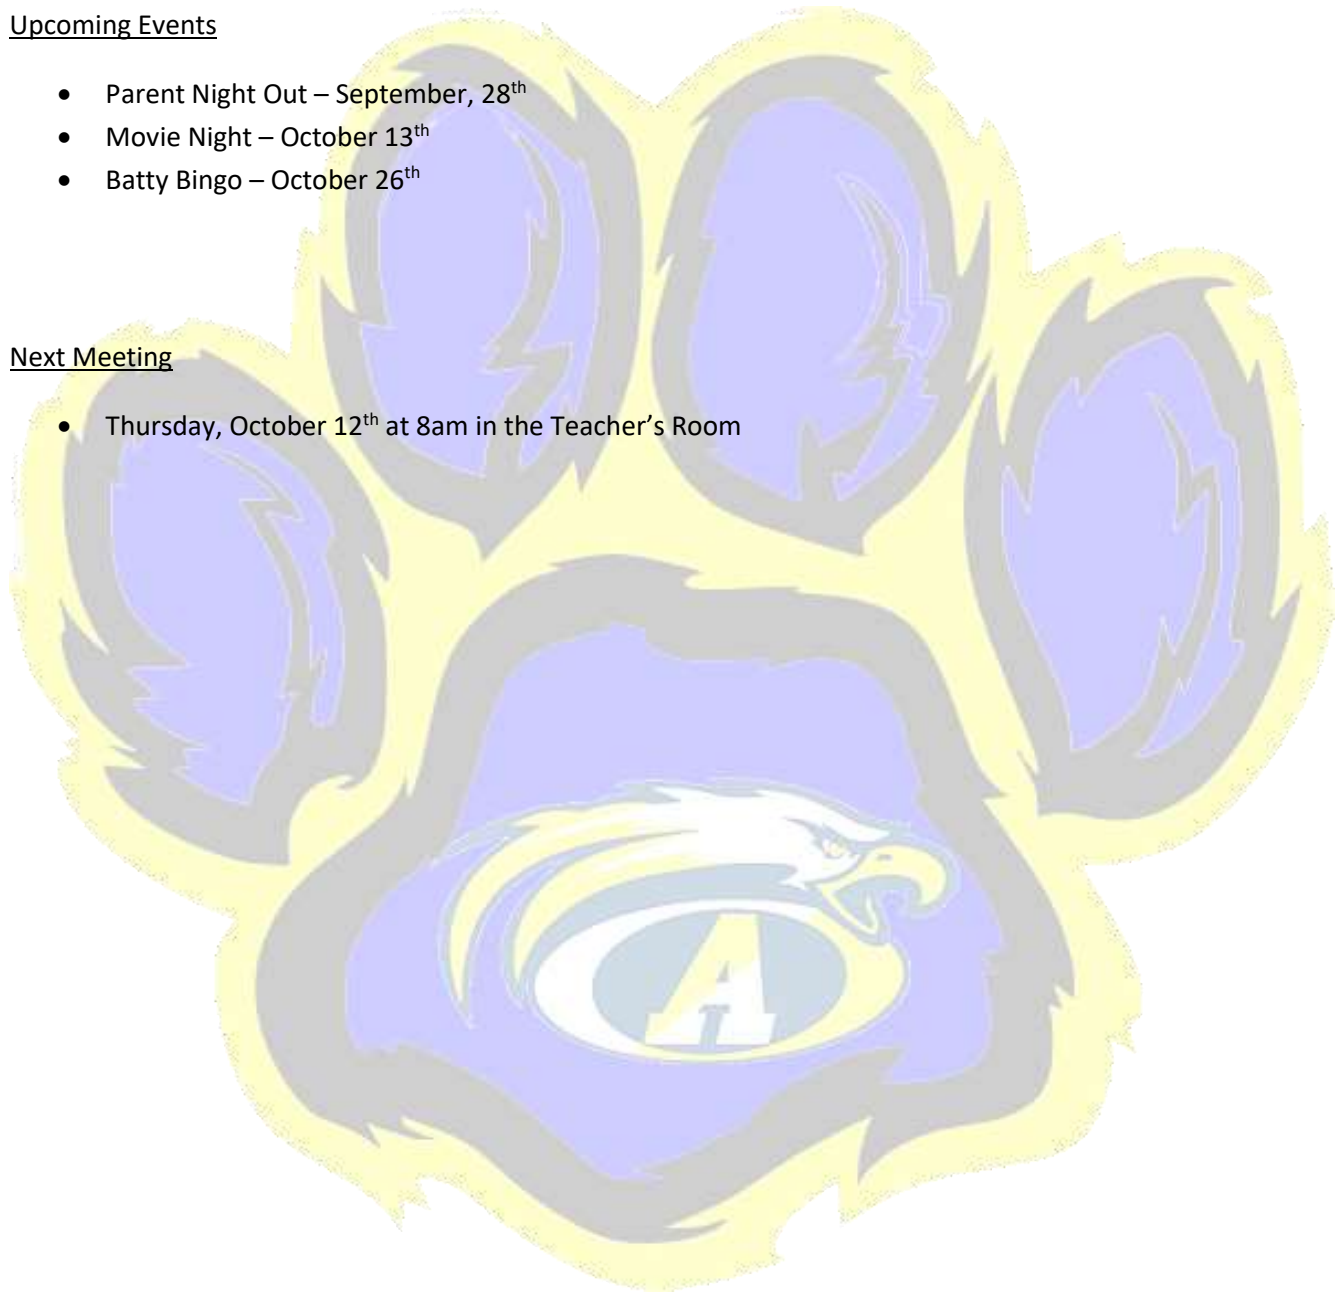 Upcoming Events
• Parent Night Out – September, 28th
• Movie Night – October 13th
• Batty Bingo – October 26th
Next Meeting
• Thursday, October 12th at 8am in the Teacher’s Room
A